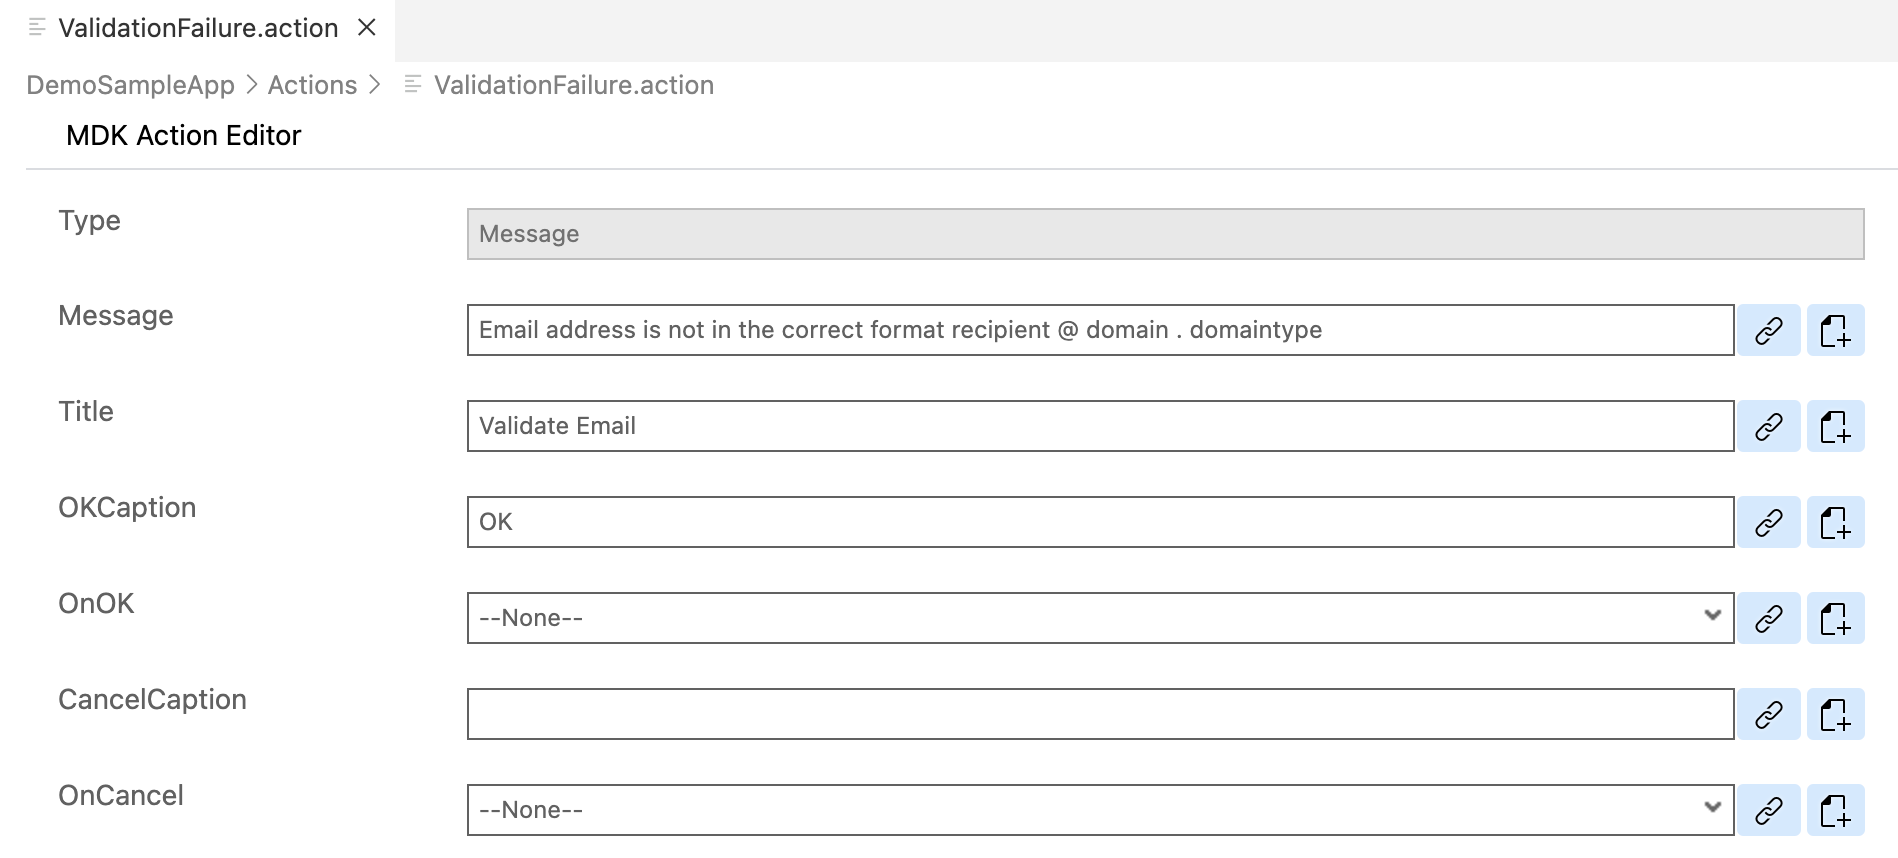 ValidationFailure.action
DemoSampleApp > Actions > ValidationFailure.action
MDK Action Editor
Type Message
Message Email address is not in the correct format recipient @ domain . domaintype
Title Validate Email
OKCaption OK
OnOK --None--
CancelCaption
OnCancel --None--